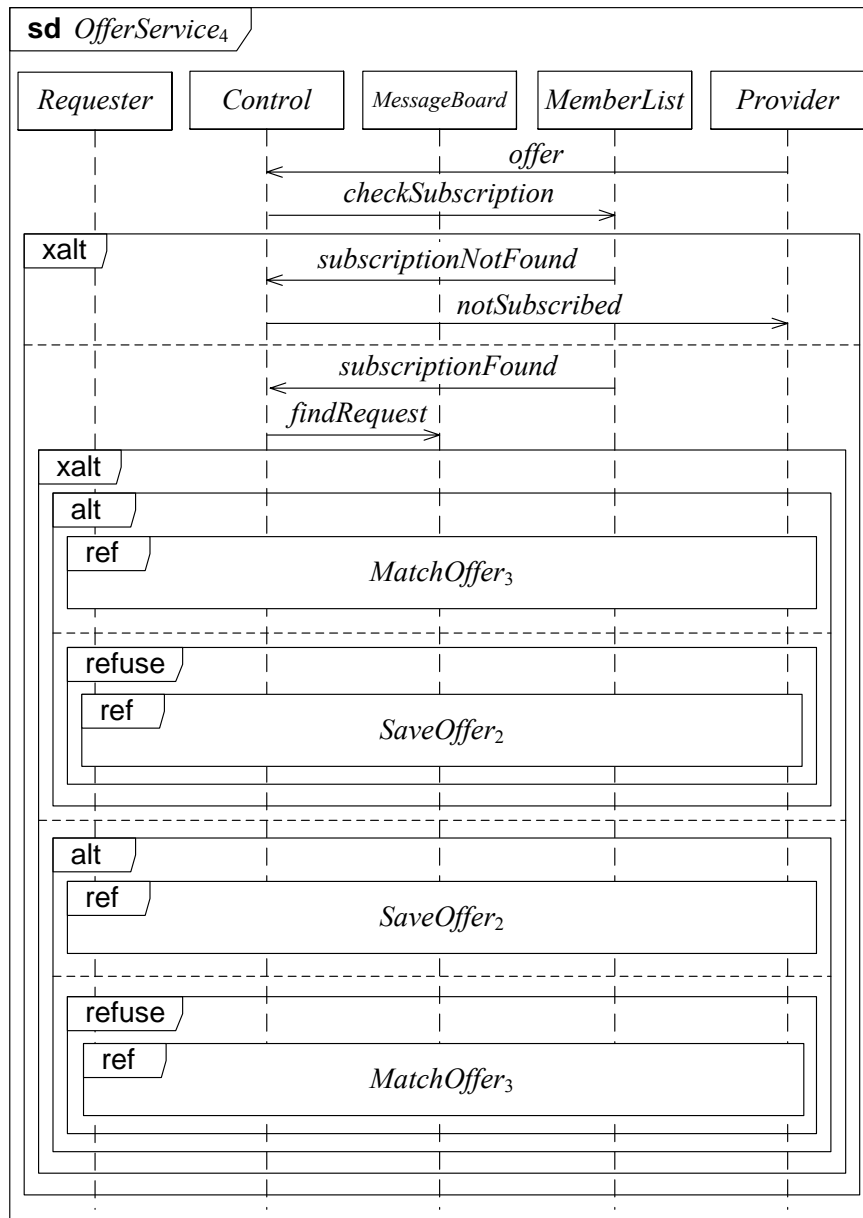 sd OfferService₄
Requester Control MessageBoard MemberList Provider
offer
checkSubscription
xalt
subscriptionNotFound
notSubscribed
subscriptionFound
findRequest
xalt
alt
ref
MatchOffer₃
refuse
ref
SaveOffer₂
alt
ref
SaveOffer₂
refuse
ref
MatchOffer₃